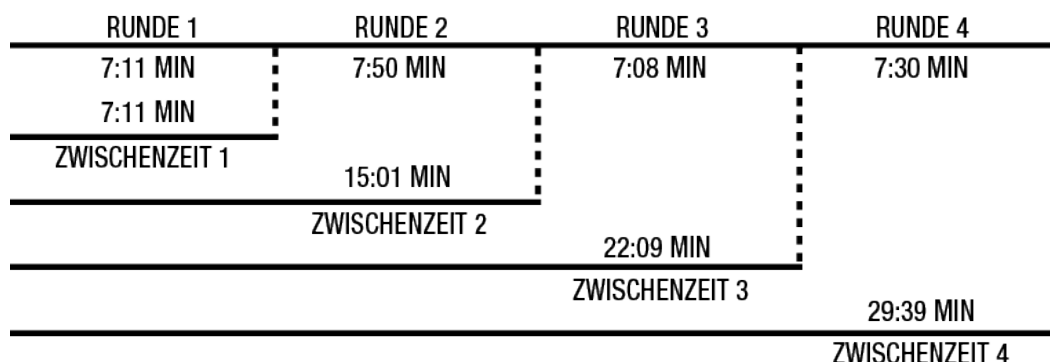 RUNDE 1 RUNDE 2 RUNDE 3 RUNDE 4
7:11 MIN 7:50 MIN 7:08 MIN 7:30 MIN
7:11 MIN
ZWISCHENZEIT 1
15:01 MIN
ZWISCHENZEIT 2
22:09 MIN
ZWISCHENZEIT 3
29:39 MIN
ZWISCHENZEIT 4